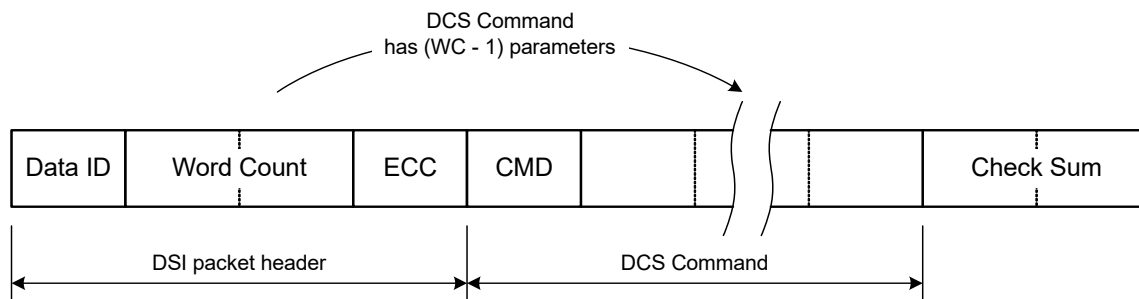 DCS Command
has (WC - 1) parameters
Data ID Word Count ECC CMD Check Sum
DSI packet header DCS Command